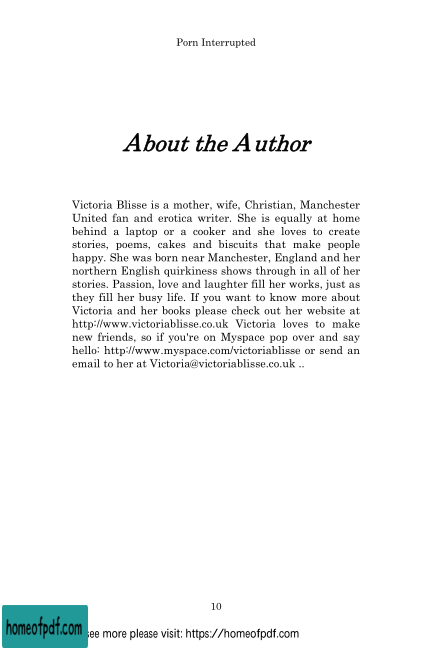 Porn Interrupted
About the Author
Victoria Blisse is a mother, wife, Christian, Manchester
United fan and erotica writer. She is equally at home
behind a laptop or a cooker and she loves to create
stories, poems, cakes and biscuits that make people
happy. She was born near Manchester, England and her
northern English quirkiness shows through in all of her
stories. Passion, love and laughter fill her works, just as
they fill her busy life. If you want to know more about
Victoria and her books please check out her website at
http://www.victoriablisse.co.uk Victoria loves to make
new friends, so if you're on Myspace pop over and say
hello: http://www.myspace.com/victoriablisse or send an
email to her at Victoria@victoriablisse.co.uk ..
10
homeofpdf.com
see more please visit: https://homeofpdf.com